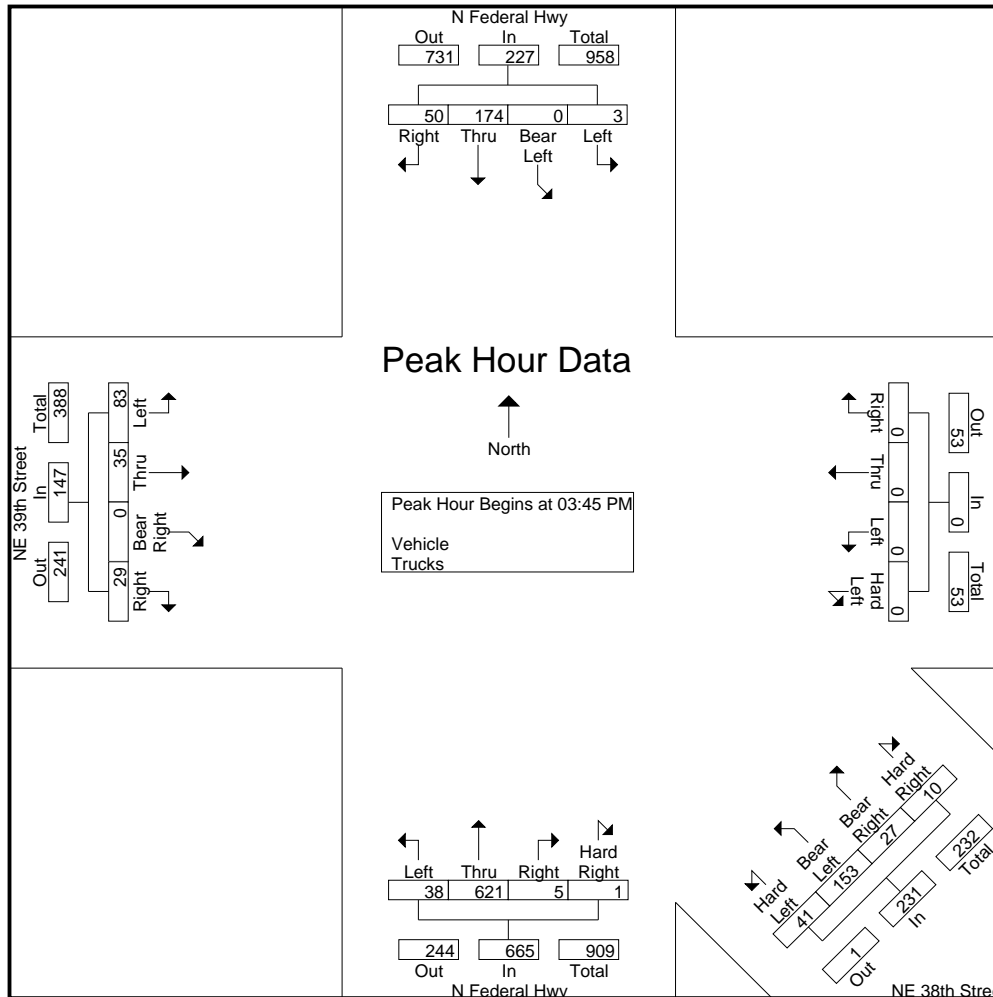 N Federal Hwy
Out In Total
731 227 958
50 174 0 3
Right Thru Bear Left Left
Peak Hour Data
North
Peak Hour Begins at 03:45 PM
Vehicle
Trucks
NE 39th Street
Total In Out
388 147 241
83 35 0 29
Left Thru Bear Right Right
Right Thru Left Hard Left
0 0 0 0
Out In Total
53 0 53
Hard Left Bear Left Bear Right Hard Right
41 153 27 10
Out In Total
1 231 232
NE 38th Stree
Left Thru Right Hard Right
38 621 5 1
244 665 909
Out In Total
N Federal Hwy